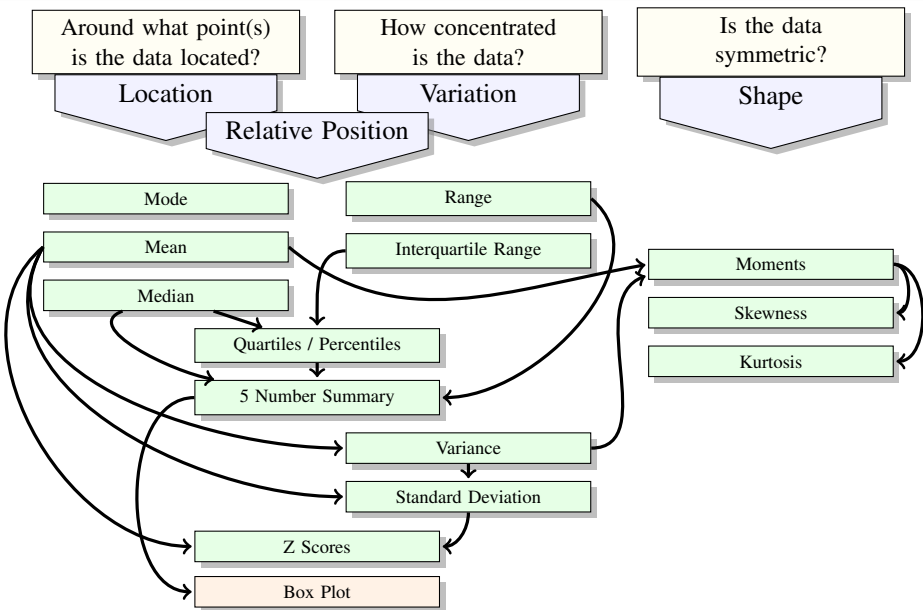 Around what point(s)
is the data located?
How concentrated
is the data?
Is the data
symmetric?
Location
Variation
Shape
Relative Position
Mode
Range
Mean
Interquartile Range
Moments
Median
Skewness
Quartiles / Percentiles
Kurtosis
5 Number Summary
Variance
Standard Deviation
Z Scores
Box Plot